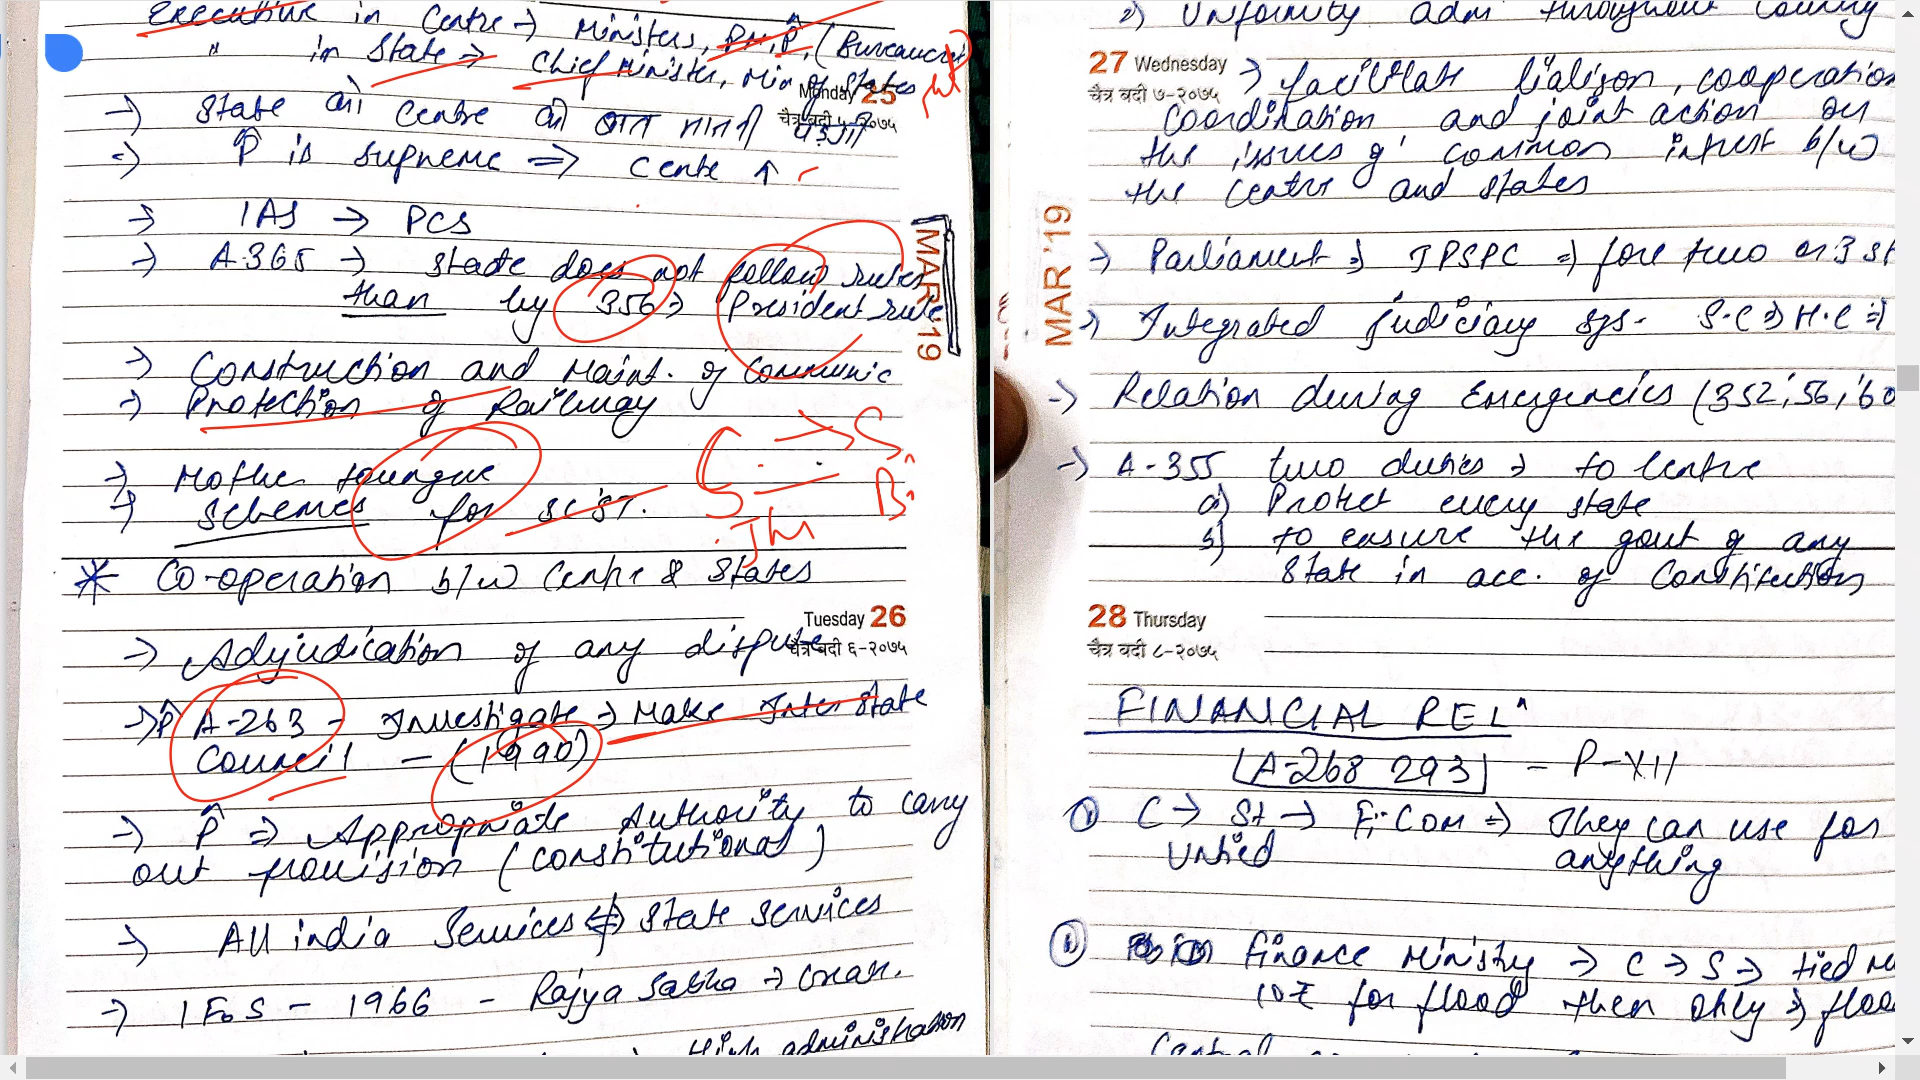 Executive in Centre → Ministers, PM, P̂, (Bureaucrat)
" in State → Chief Minister, Min. of States
Monday 25
चैत्र वदी ५-२०७५
→ State को Centre की बात माननी पड़ेगी
→ P̂ is supreme ⇒ Cente ↑
→ IAS → PCS
→ A-365 → state does not follow rules
than by 356 → President rule
MAR '19
→ Construction and Maint. of Communic
→ Protection of Railway
C → S
→ Mother toungue
→ Schemes for SC ST.
* Co-operation b/w Centre & States
Tuesday 26
चैत्र वदी ६-२०७५
→ Adjudication of any dispute
→ P̂ A-263 - Investigate → Make Inter State
Council - (1990)
→ P̂ ⇒ Appropriate Authority to carry
out provision (constitutional)
→ All india Services State Services
→ IFoS - 1966 - Rajya Sabha →
High administration
2) Uniformity adm throughout Country
27 Wednesday
चैत्र वदी ७-२०७५
→ facilitate liaison, cooperation
coordination and joint action on
the issues of common intrest b/w
the Centre and states
MAR '19
→ Parliament → JPSPC ⇒ fore two or 3 st
→ Integrated judiciary sys- S.C ⇒ H.C ⇒
→ Relation during Emergencies (352, 56, 60
→ A-355 two duties → to Centre
a) Protect every state
b) to ensure the govt of any
State in acc. of Constitution
28 Thursday
चैत्र वदी ८-२०७५
FINANCIAL REL^
[A-268 293] - P-XII
① C → St → Fi-Com ⇒ They can use for
Untied anything
finance Ministry → C → S → tied
for flood then only → floo
Central